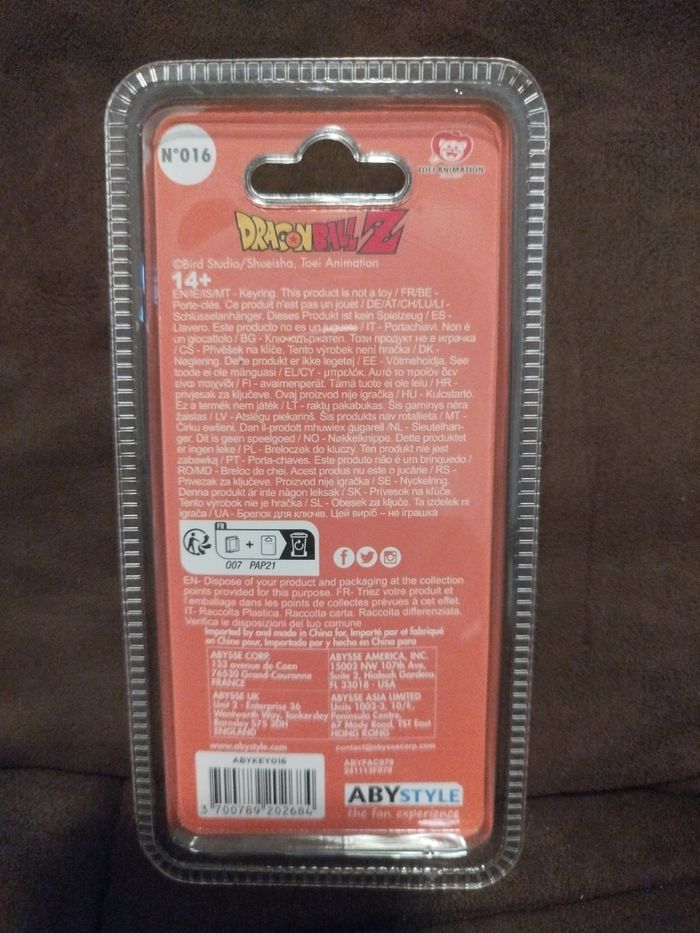 N°016
TOEI ANIMATION
DRAGON BALL Z
©Bird Studio/Shueisha, Toei Animation
14+
EN/IE/IS/MT - Keyring. This product is not a toy / FR/BE -
Porte-clés. Ce produit n'est pas un jouet / DE/AT/CH/LU/LI -
Schlüsselanhänger. Dieses Produkt ist kein Spielzeug / ES -
Llavero. Este producto no es un juguete / IT - Portachiavi. Non è
un giocattolo / BG - Ключодържател. Този продукт не е играчка
/ CS - Přívěšek na klíče. Tento výrobek není hračka / DK -
Nøglering. Dette produkt er ikke legetøj / EE - Võtmehoidja. See
toode ei ole mänguasi / EL/CY - μπρελόκ. Αυτό το προϊόν δεν
είναι παιχνίδι / FI - avaimenperät. Tämä tuote ei ole lelu / HR -
privjesak za ključeve. Ovaj proizvod nije igračka / HU - Kulcstartó.
Ez a termék nem játék / LT - raktų pakabukas. Šis gaminys nėra
žaislas / LV - Atslēgu piekariņš. Šis produkts nav rotaļlieta / MT -
Ċirku ewlieni. Dan il-prodott mhuwiex ġugarell /NL - Sleutelhan-
ger. Dit is geen speelgoed / NO - Nøkkelknippe. Dette produktet
er ingen leke / PL - Breloczek do kluczy. Ten produkt nie jest
zabawką / PT - Porta-chaves. Este produto não é um brinquedo /
RO/MD - Breloc de chei. Acest produs nu este o jucărie / RS -
Privezak za ključeve. Proizvod nije igračka / SE - Nyckelring.
Denna produkt är inte någon leksak / SK - Prívesok na kľúče.
Tento výrobok nie je hračka / SL - Obesek za ključe. Ta izdelek ni
igrača / UA - Брелок для ключів. Цей виріб – не іграшка
FR
+
007 PAP21
EN- Dispose of your product and packaging at the collection
points provided for this purpose. FR- Triez votre produit et
l'emballage dans les points de collectes prévues à cet effet.
IT- Raccolta Plastica. Raccolta carta. Raccolta differenziata.
Verifica le disposizioni del tuo comune
Imported by and made in China for, Importé par et fabriqué
en Chine pour, Importado por y hecho en China para
ABYSSE CORP.
133 avenue de Caen
76530 Grand-Couronne
FRANCE
ABYSSE AMERICA, INC.
15002 NW 107th Ave,
Suite 2, Hialeah Gardens
FL 33018 - USA
ABYSSE UK
Unit 2 - Enterprise 36
Wentworth Way, Tankersley
Barnsley S75 3DH
ENGLAND
ABYSSE ASIA LIMITED
Units 1002-3, 10/F.,
Peninsula Centre,
67 Mody Road, TST East
HONG KONG
www.abystyle.com
contact@abyssecorp.com
ABYKEY016
3 700789 202684
ABYFAC079
241113F079
ABYSTYLE
the fan experience